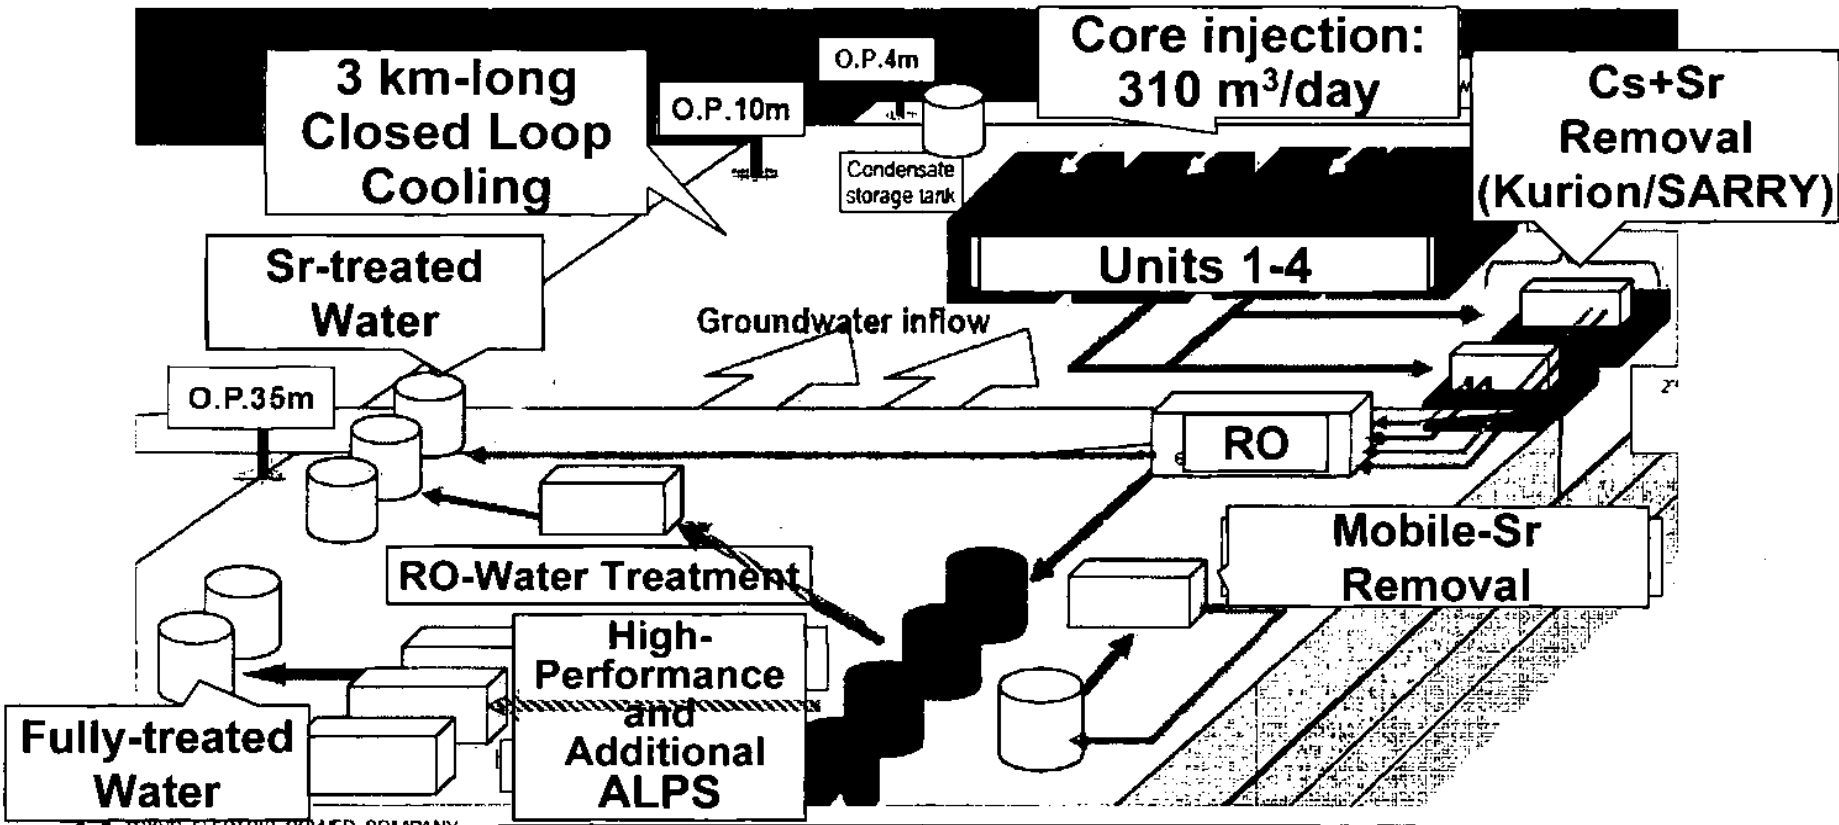 3 km-long
Closed Loop
Cooling
O.P.4m
O.P.10m
Core injection:
310 m³/day
Cs+Sr
Removal
(Kurion/SARRY)
Condensate
storage tank
Sr-treated
Water
Units 1-4
Groundwater inflow
O.P.35m
RO
Mobile-Sr
Removal
RO-Water Treatment
High-
Performance
and
Additional
ALPS
Fully-treated
Water